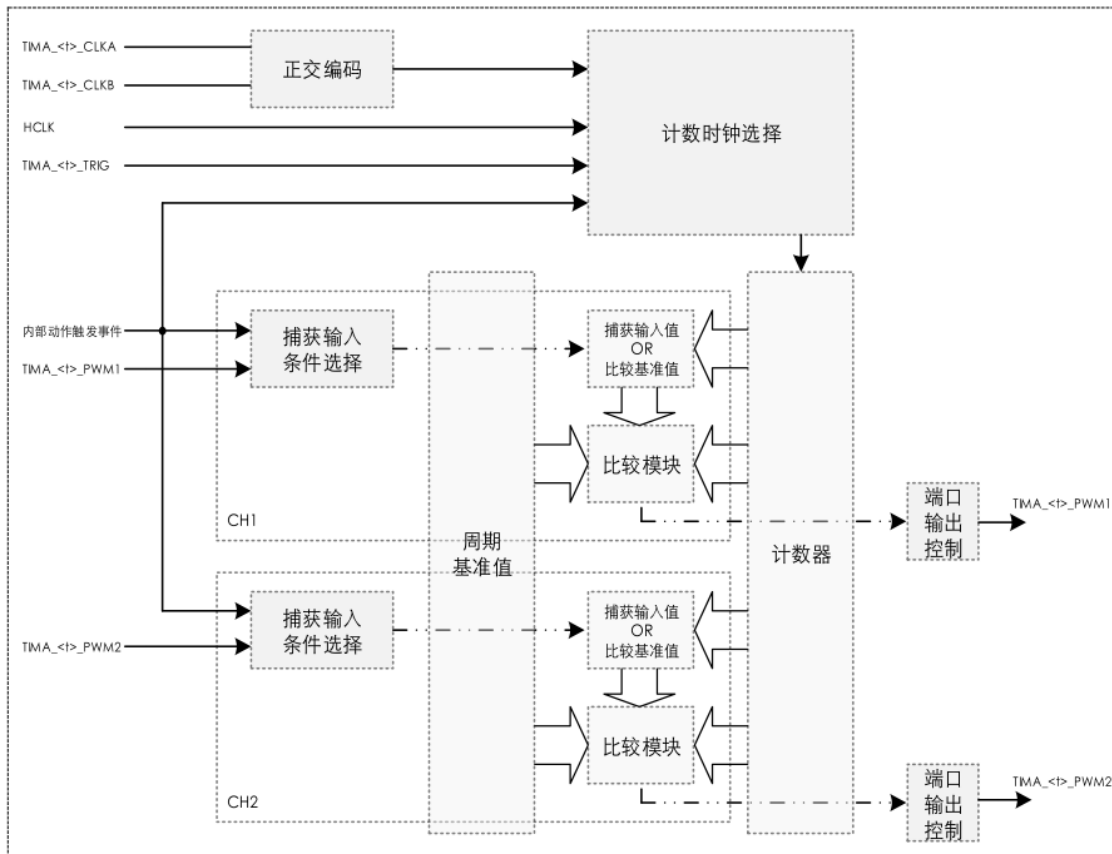 TIMA_<t>_CLKA
TIMA_<t>_CLKB
正交编码
HCLK
TIMA_<t>_TRIG
计数时钟选择
内部动作触发事件
TIMA_<t>_PWM1
捕获输入
条件选择
捕获输入值
OR
比较基准值
比较模块
CH1
周期
基准值
计数器
端口
输出
控制
TIMA_<t>_PWM1
TIMA_<t>_PWM2
捕获输入
条件选择
捕获输入值
OR
比较基准值
比较模块
CH2
端口
输出
控制
TIMA_<t>_PWM2